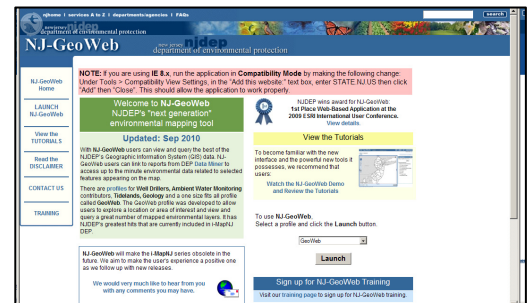 njhome | services A to Z | departments/agencies | FAQs
search
new jersey
njdep
department of environmental protection
NJ-GeoWeb
new jersey njdep
department of environmental protection
NOTE: If you are using IE 8.x, run the application in Compatibility Mode by making the following change:
Under Tools > Compatibility View Settings, in the "Add this website:" text box, enter STATE.NJ.US then click
"Add" then "Close". This should allow the application to work properly.
NJ-GeoWeb
Home
LAUNCH
NJ-GeoWeb
View the
TUTORIALS
Read the
DISCLAIMER
CONTACT US
TRAINING
Welcome to NJ-GeoWeb
NJDEP's "next generation"
environmental mapping tool
Updated: Sep 2010
With NJ-GeoWeb users can view and query the best of the
NJDEP's Geographic Information System (GIS) data. NJ-
GeoWeb users can link to reports from DEP Data Miner to
access up to the minute environmental data related to selected
features appearing on the map.
There are profiles for Well Drillers, Ambient Water Monitoring
contributors, Tidelands, Geology and a one size fits all profile
called GeoWeb. The GeoWeb profile was developed to allow
users to explore a location or area of interest and view and
query a great number of mapped environmental layers. It has
NJDEP's greatest hits that are currently included in i-MapNJ
DEP.
NJ-GeoWeb will make the i-MapNJ series obsolete in the
future. We aim to make the user's experience a positive one
as we follow up with new releases.
We would very much like to hear from you
with any comments you may have.
NJDEP wins award for NJ-GeoWeb:
1st Place Web-Based Application at the
2009 ESRI International User Conference.
View details.
View the Tutorials
To become familiar with the new
interface and the powerful new tools it
possesses, we recommend that
users:
Watch the NJ-GeoWeb Demo
and Review the Tutorials
To use NJ-GeoWeb.
Select a profile and click the Launch button.
GeoWeb
Launch
Sign up for NJ-GeoWeb Training
Visit our training page to sign up for NJ-GeoWeb training.